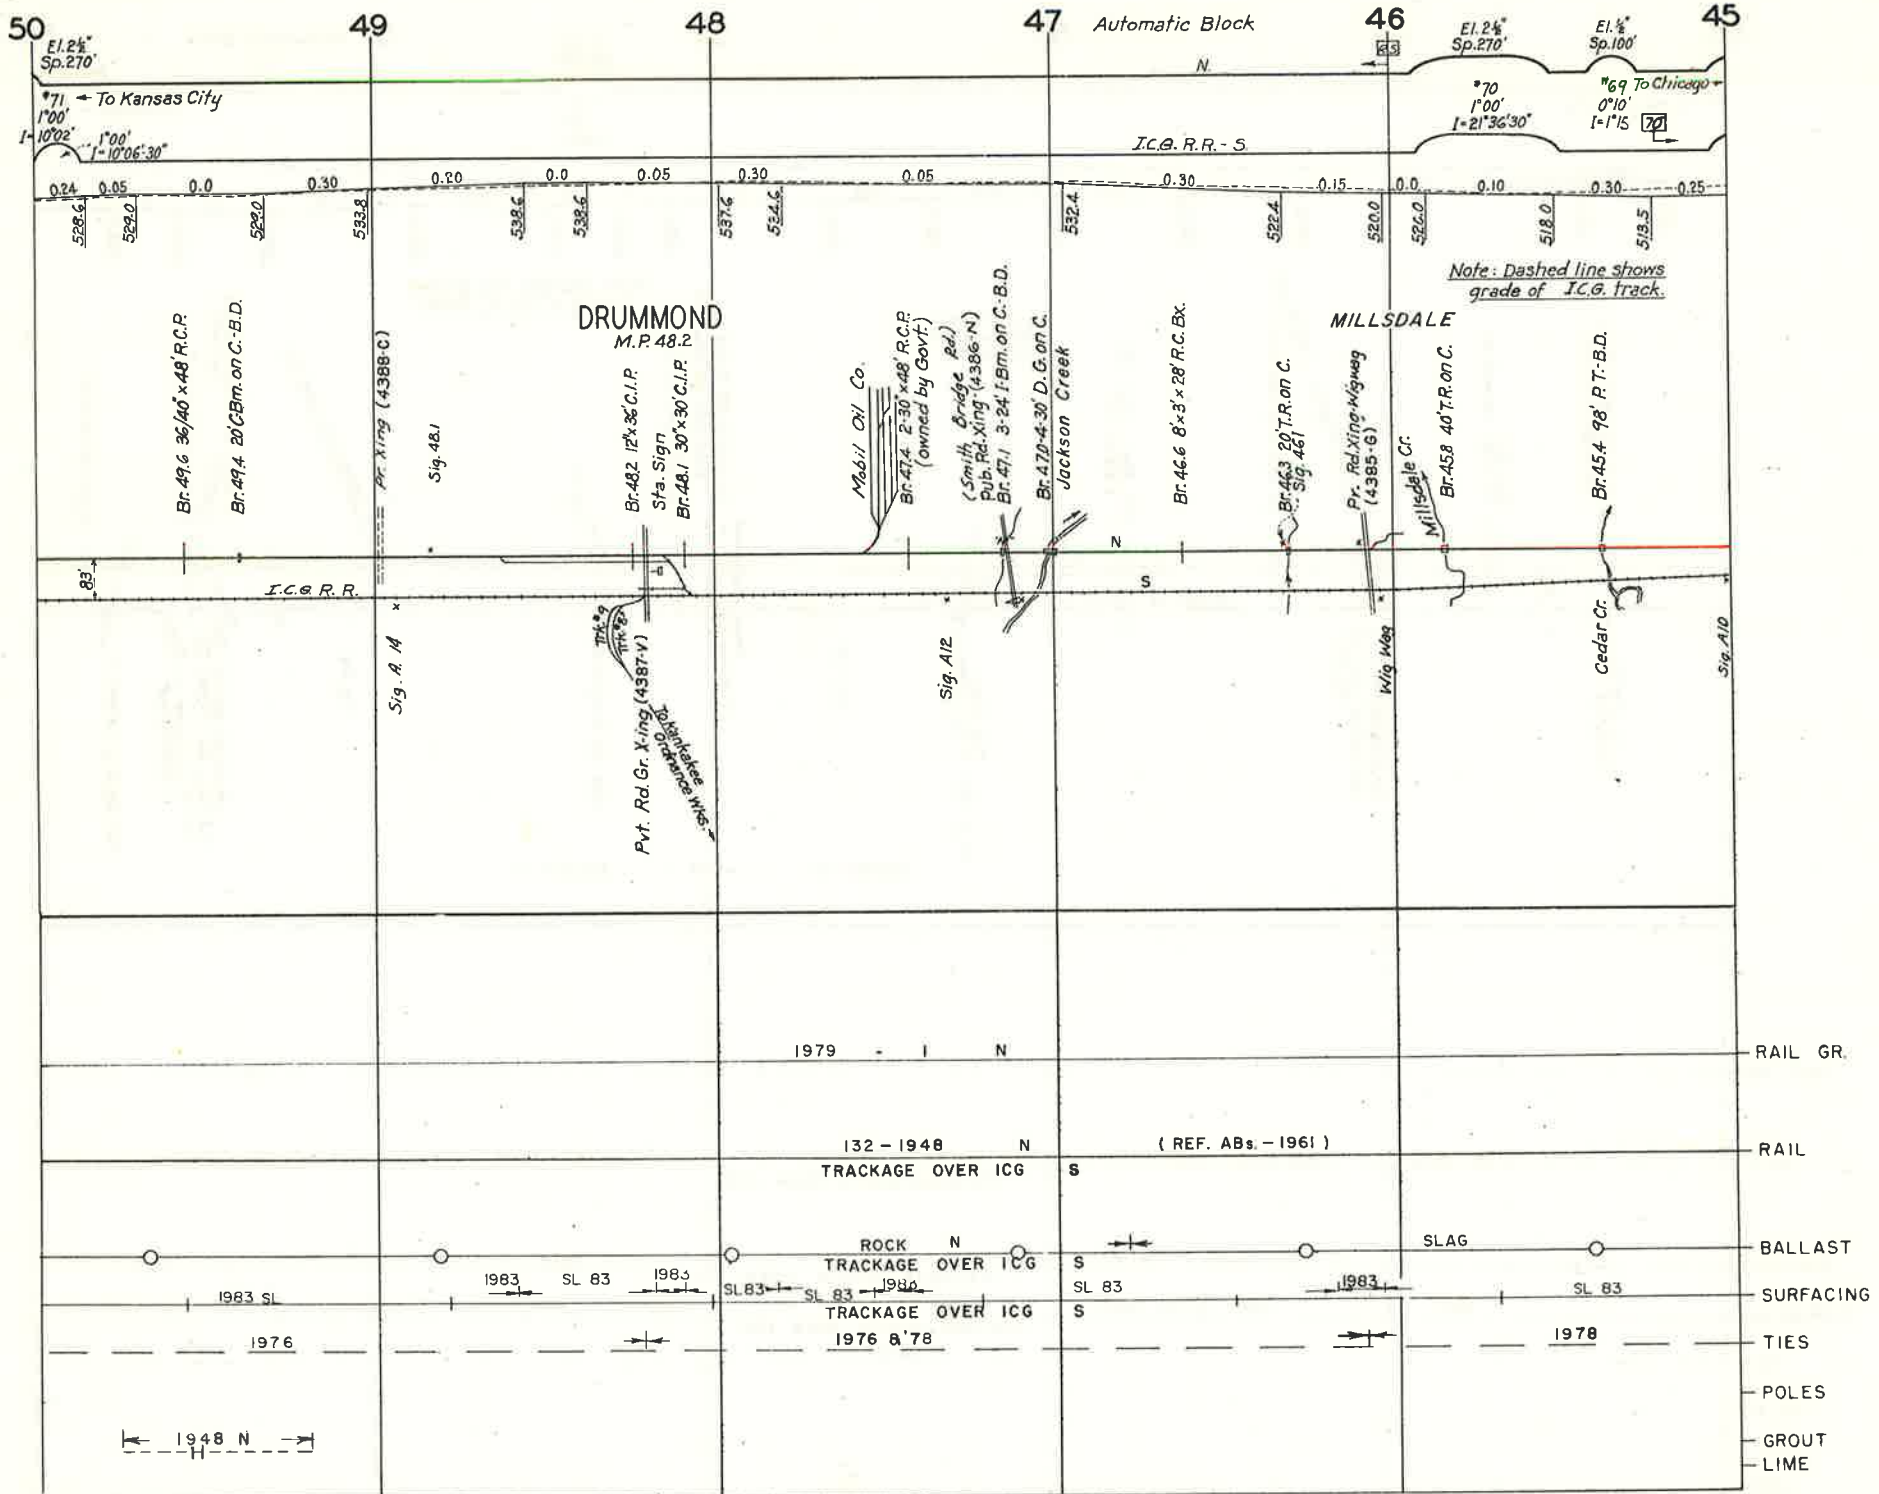 50
49
48
47
Automatic Block
46
45
El. 2½"
Sp. 270'
El. 2½"
Sp. 270'
El. ½"
Sp. 100'
N.
#71 ← To Kansas City
1°00'
I=10°02'
1°00'
I=10°06'-30"
#70
1°00'
I=21°36'30"
#69 To Chicago
0°10'
I=1°15
70
I.C.G. R.R. - S.
0.24 0.05 0.0 0.30 0.20 0.0 0.05 0.30 0.05 0.30 0.15 0.0 0.10 0.30 0.25
528.6
529.0
529.0
533.8
538.6
538.6
537.6
534.6
532.4
522.4
520.0
520.0
518.0
513.5
Note: Dashed line shows
grade of I.C.G. track.
DRUMMOND
M.P. 48.2
MILLSDALE
Br. 49.6 36/40" x 48' R.C.P.
Br. 49.4 20' C-Bm. on C.-B.D.
Pr. Xing (4388-C)
Sig. 48.1
Br. 48.2 12"x36' C.I.P.
Sta. Sign
Br. 48.1 30"x30' C.I.P.
Mobil Oil Co.
Br. 47.4 2-30" x 48' R.C.P.
(owned by Govt.)
(Smith Bridge Rd.)
Pub. Rd. Xing (4386-N)
Br. 47.1 3-24' I-Bm. on C.-B.D.
Br. 47.0-4-30' D.G. on C.
Jackson Creek
Br. 46.6 8'x3'x28' R.C. Bx.
Br. 46.3 20' T.R. on C.
Sig. 461
Pr. Rd. Xing-Wigwag
(4385-G)
Millsdale Cr.
Br. 45.8 40' T.R. on C.
Br. 45.4 98' P.T.-B.D.
83'
I.C.G. R. R.
N
S
Sig. A 14
Trk. #9
Trk. #8
Pvt. Rd. Gr. X-ing (4387-V)
To Kankakee
Ordinance Wks.
Sig. A12
Wig Wag
Cedar Cr.
Sig. A10
1979 - 1 N
RAIL GR.
132 - 1948 N (REF. ABs. - 1961)
RAIL
TRACKAGE OVER ICG S
ROCK N
SLAG
BALLAST
TRACKAGE OVER ICG S
1983 SL
1983
SL 83
1983
SL 83
SL 83
1983
SL 83
1983
SL 83
SURFACING
TRACKAGE OVER ICG S
1976
1976 & '78
1978
TIES
POLES
1948 N
H
GROUT
LIME